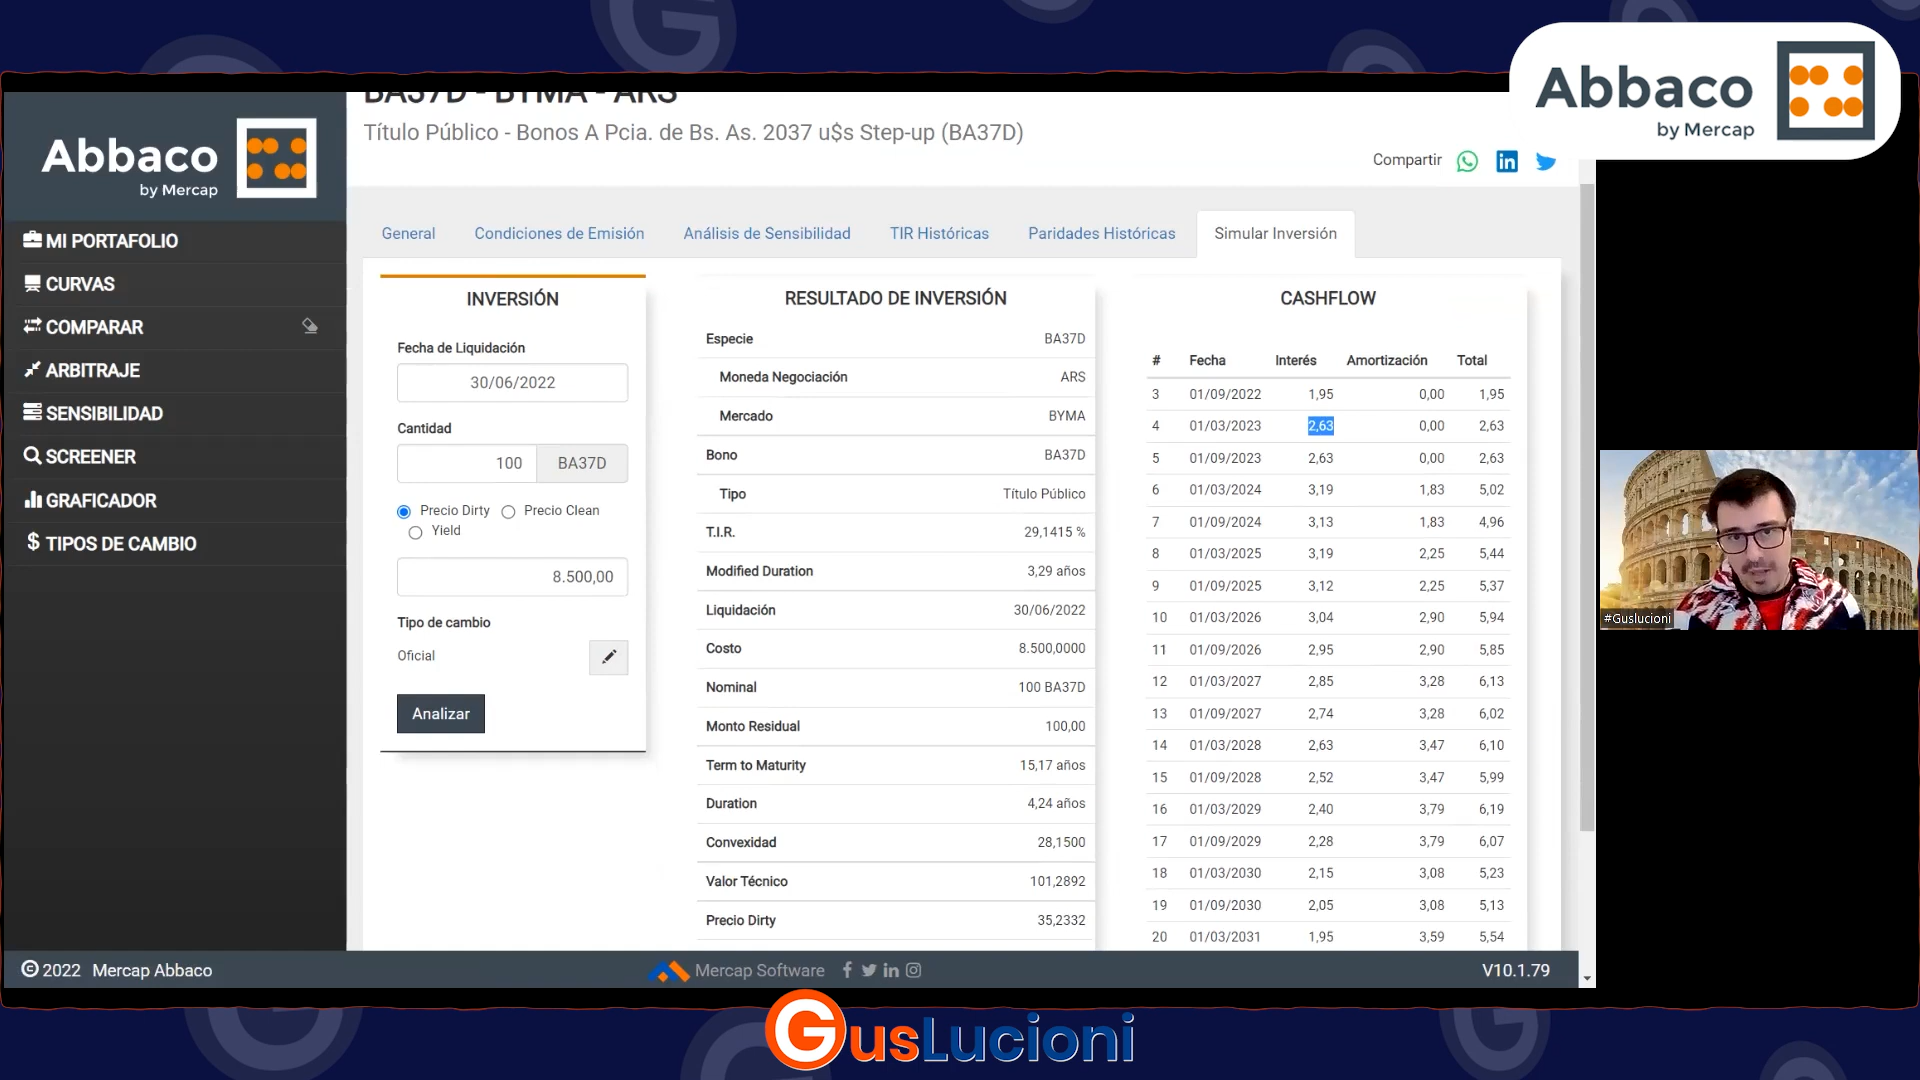 Abbaco
by Mercap
BA37D - BYMA - ARS
Título Público - Bonos A Pcia. de Bs. As. 2037 u$s Step-up (BA37D)
Compartir
Abbaco
by Mercap
MI PORTAFOLIO
CURVAS
COMPARAR
ARBITRAJE
SENSIBILIDAD
SCREENER
GRAFICADOR
$ TIPOS DE CAMBIO
General Condiciones de Emisión Análisis de Sensibilidad TIR Históricas Paridades Históricas Simular Inversión
INVERSIÓN
Fecha de Liquidación
30/06/2022
Cantidad
100 BA37D
Precio Dirty Precio Clean
Yield
8.500,00
Tipo de cambio
Oficial
Analizar
RESULTADO DE INVERSIÓN
Especie BA37D
Moneda Negociación ARS
Mercado BYMA
Bono BA37D
Tipo Título Público
T.I.R. 29,1415 %
Modified Duration 3,29 años
Liquidación 30/06/2022
Costo 8.500,0000
Nominal 100 BA37D
Monto Residual 100,00
Term to Maturity 15,17 años
Duration 4,24 años
Convexidad 28,1500
Valor Técnico 101,2892
Precio Dirty 35,2332
CASHFLOW
# Fecha Interés Amortización Total
3 01/09/2022 1,95 0,00 1,95
4 01/03/2023 2,63 0,00 2,63
5 01/09/2023 2,63 0,00 2,63
6 01/03/2024 3,19 1,83 5,02
7 01/09/2024 3,13 1,83 4,96
8 01/03/2025 3,19 2,25 5,44
9 01/09/2025 3,12 2,25 5,37
10 01/03/2026 3,04 2,90 5,94
11 01/09/2026 2,95 2,90 5,85
12 01/03/2027 2,85 3,28 6,13
13 01/09/2027 2,74 3,28 6,02
14 01/03/2028 2,63 3,47 6,10
15 01/09/2028 2,52 3,47 5,99
16 01/03/2029 2,40 3,79 6,19
17 01/09/2029 2,28 3,79 6,07
18 01/03/2030 2,15 3,08 5,23
19 01/09/2030 2,05 3,08 5,13
20 01/03/2031 1,95 3,59 5,54
#Guslucioni
© 2022 Mercap Abbaco
Mercap Software
V10.1.79
GusLucioni